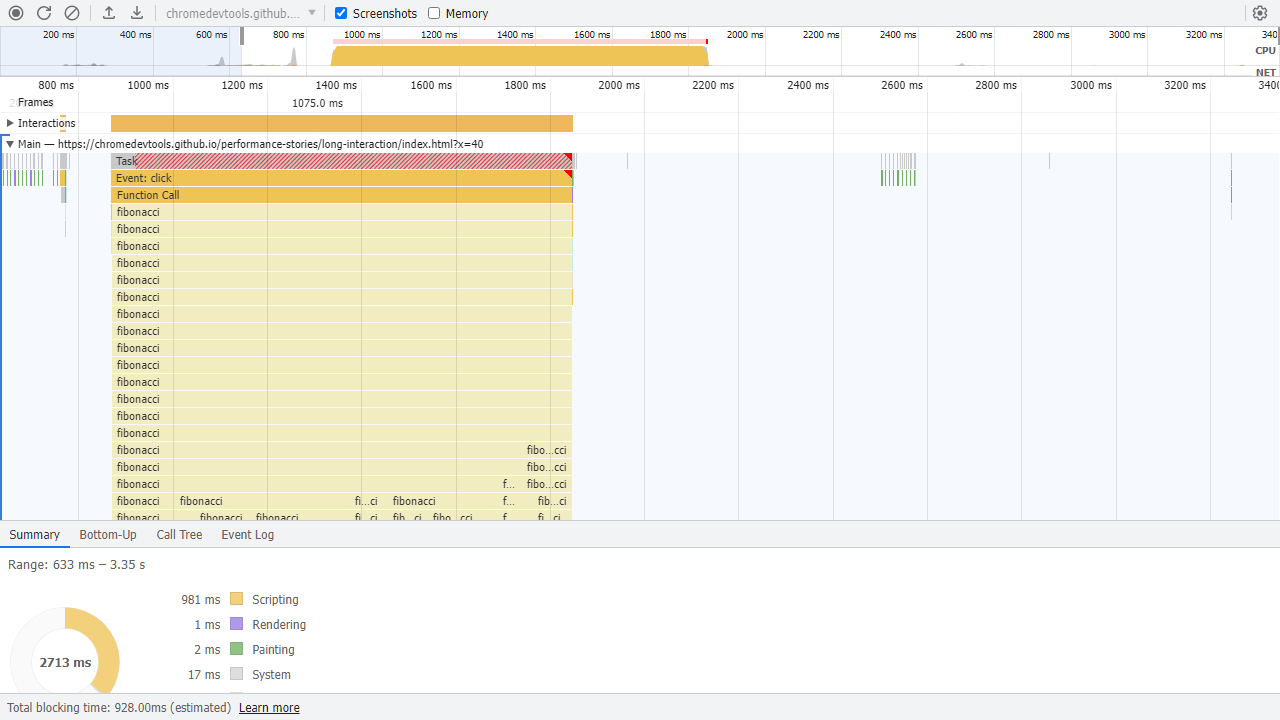 chromedevtools.github.… Screenshots Memory
200 ms 400 ms 600 ms 800 ms 1000 ms 1200 ms 1400 ms 1600 ms 1800 ms 2000 ms 2200 ms 2400 ms 2600 ms 2800 ms 3000 ms 3200 ms 340
CPU
NET
800 ms 1000 ms 1200 ms 1400 ms 1600 ms 1800 ms 2000 ms 2200 ms 2400 ms 2600 ms 2800 ms 3000 ms 3200 ms 3400
Frames 1075.0 ms
Interactions
Main — https://chromedevtools.github.io/performance-stories/long-interaction/index.html?x=40
Task
Event: click
Function Call
fibonacci
fibonacci
fibonacci
fibonacci
fibonacci
fibonacci
fibonacci
fibonacci
fibonacci
fibonacci
fibonacci
fibonacci
fibonacci
fibonacci
fibonacci fibo…cci
fibonacci fibo…cci
fibonacci f… fibo…cci
fibonacci fibonacci fi…ci fibonacci f… fib…cci
fibonacci fibonacci fibonacci fi…ci fib…ci fibo…cci f… fi…ci
Summary Bottom-Up Call Tree Event Log
Range: 633 ms – 3.35 s
981 ms Scripting
1 ms Rendering
2 ms Painting
17 ms System
2713 ms
Total blocking time: 928.00ms (estimated) Learn more